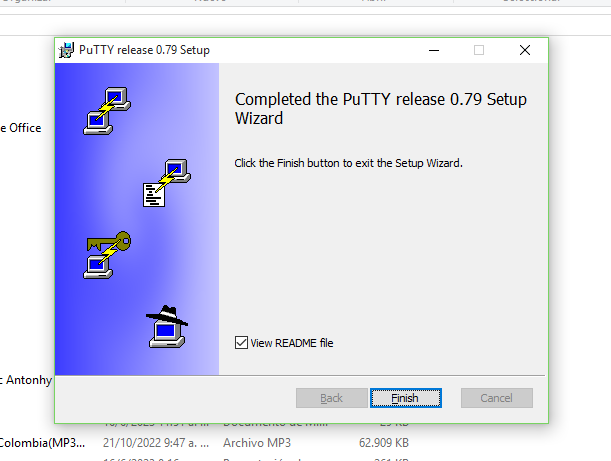 PuTTY release 0.79 Setup
Completed the PuTTY release 0.79 Setup
Wizard
e Office
Click the Finish button to exit the Setup Wizard.
View README file
c Antonhy
Back Finish Cancel
Colombia(MP3... 21/10/2022 9:47 a. ... Archivo MP3 62.909 KB